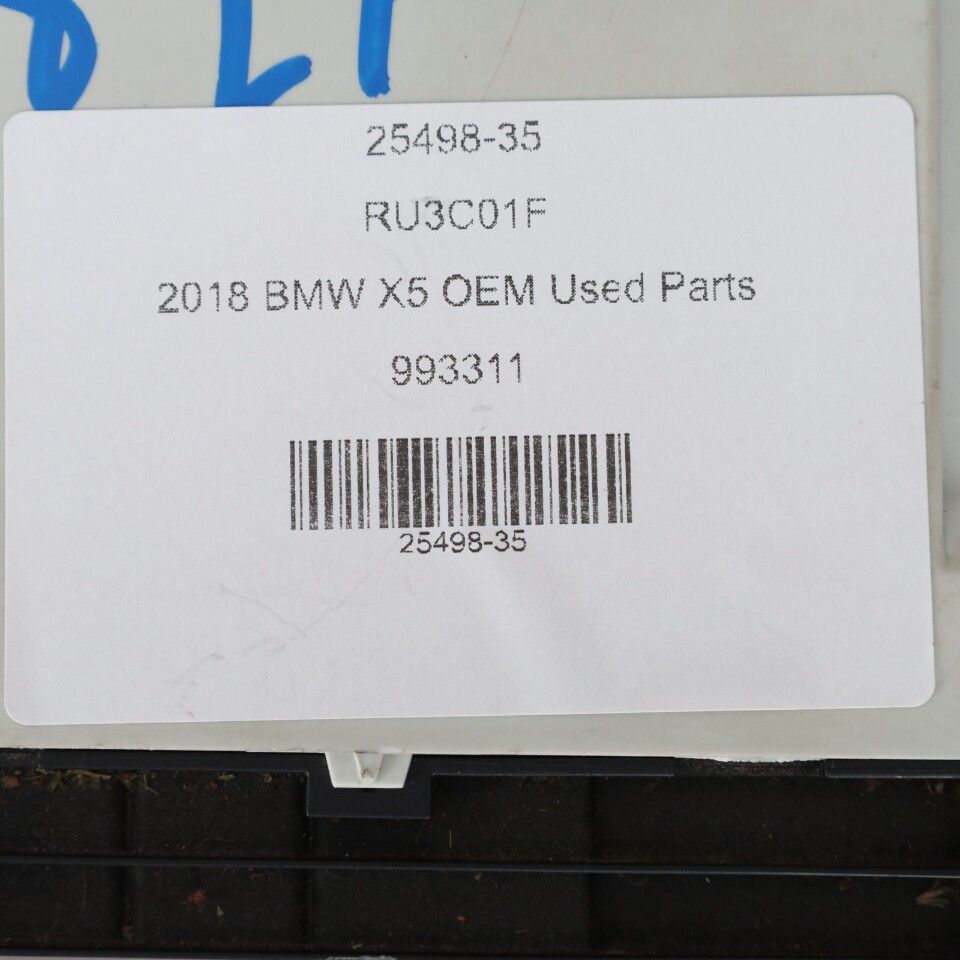 25498-35
RU3C01F
2018 BMW X5 OEM Used Parts
993311
25498-35